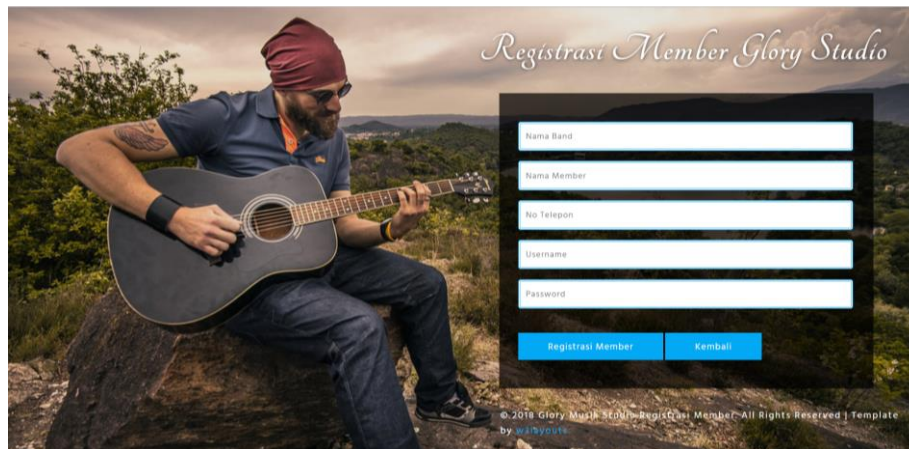 Registrasi Member Glory Studio
Nama Band
Nama Member
No Telepon
Username
Password
Registrasi Member
Kembali
© 2018 Glory Musik Studio Registrasi Member. All Rights Reserved | Template
by w3layouts